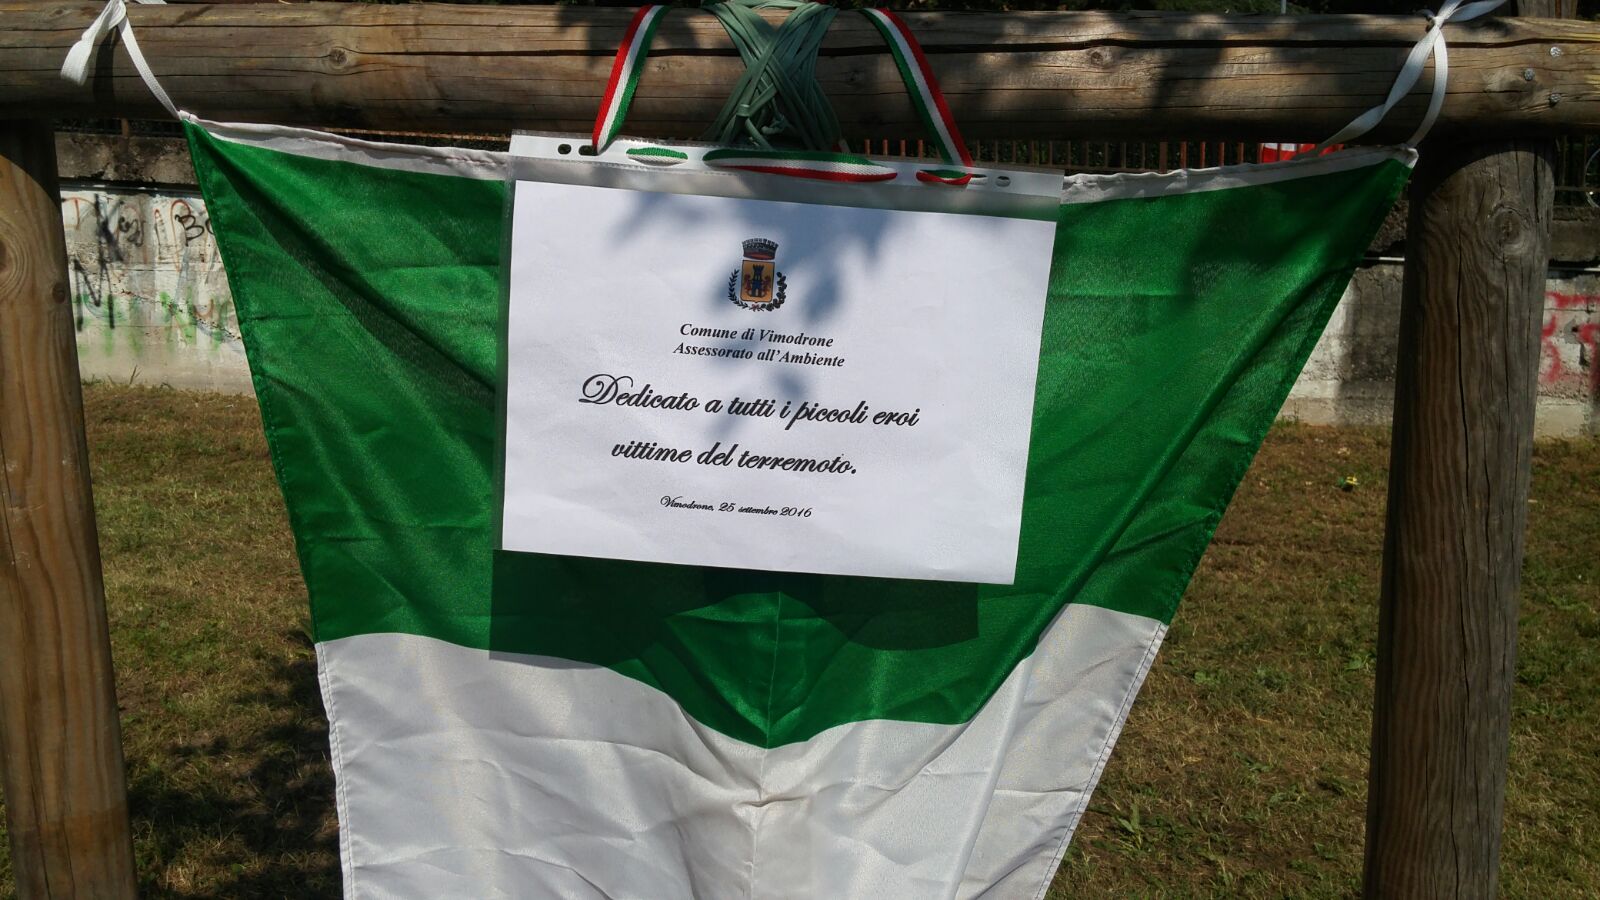 Comune di Vimodrone
Assessorato all'Ambiente
Dedicato a tutti i piccoli eroi
vittime del terremoto.
Vimodrone, 25 settembre 2016